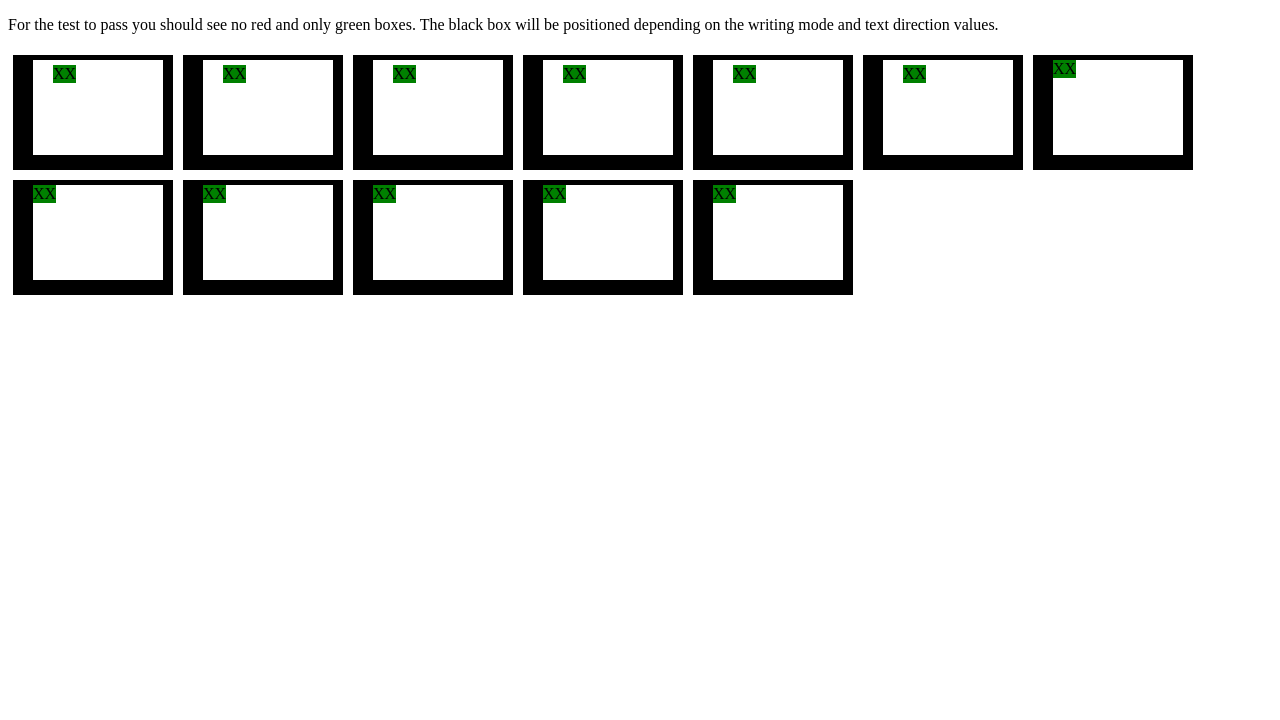 For the test to pass you should see no red and only green boxes. The black box will be positioned depending on the writing mode and text direction values.
XX XX XX XX XX XX XX
XX XX XX XX XX